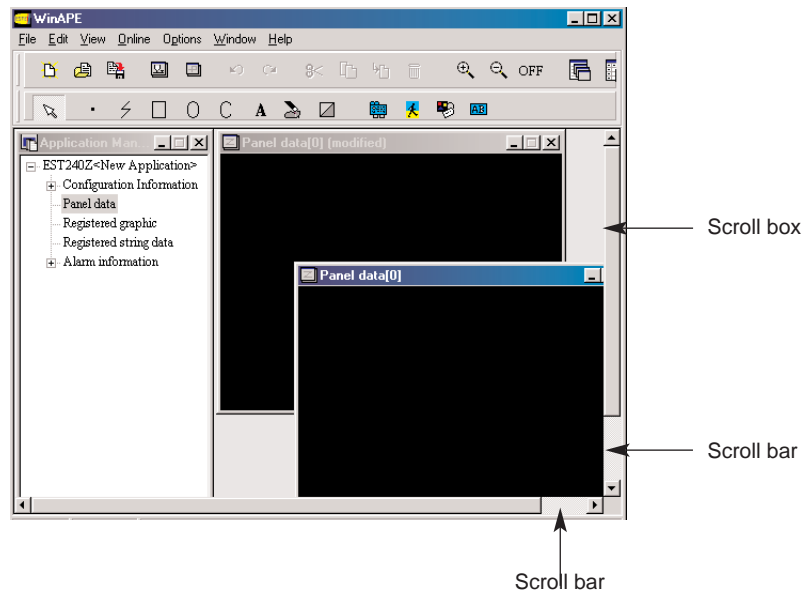 WinAPE
File Edit View Online Options Window Help
OFF
A
AB
Application Man...
EST240Z<New Application>
Configuration Information
Panel data
Registered graphic
Registered string data
Alarm information
Panel data[0] (modified)
Panel data[0]
Scroll box
Scroll bar
Scroll bar